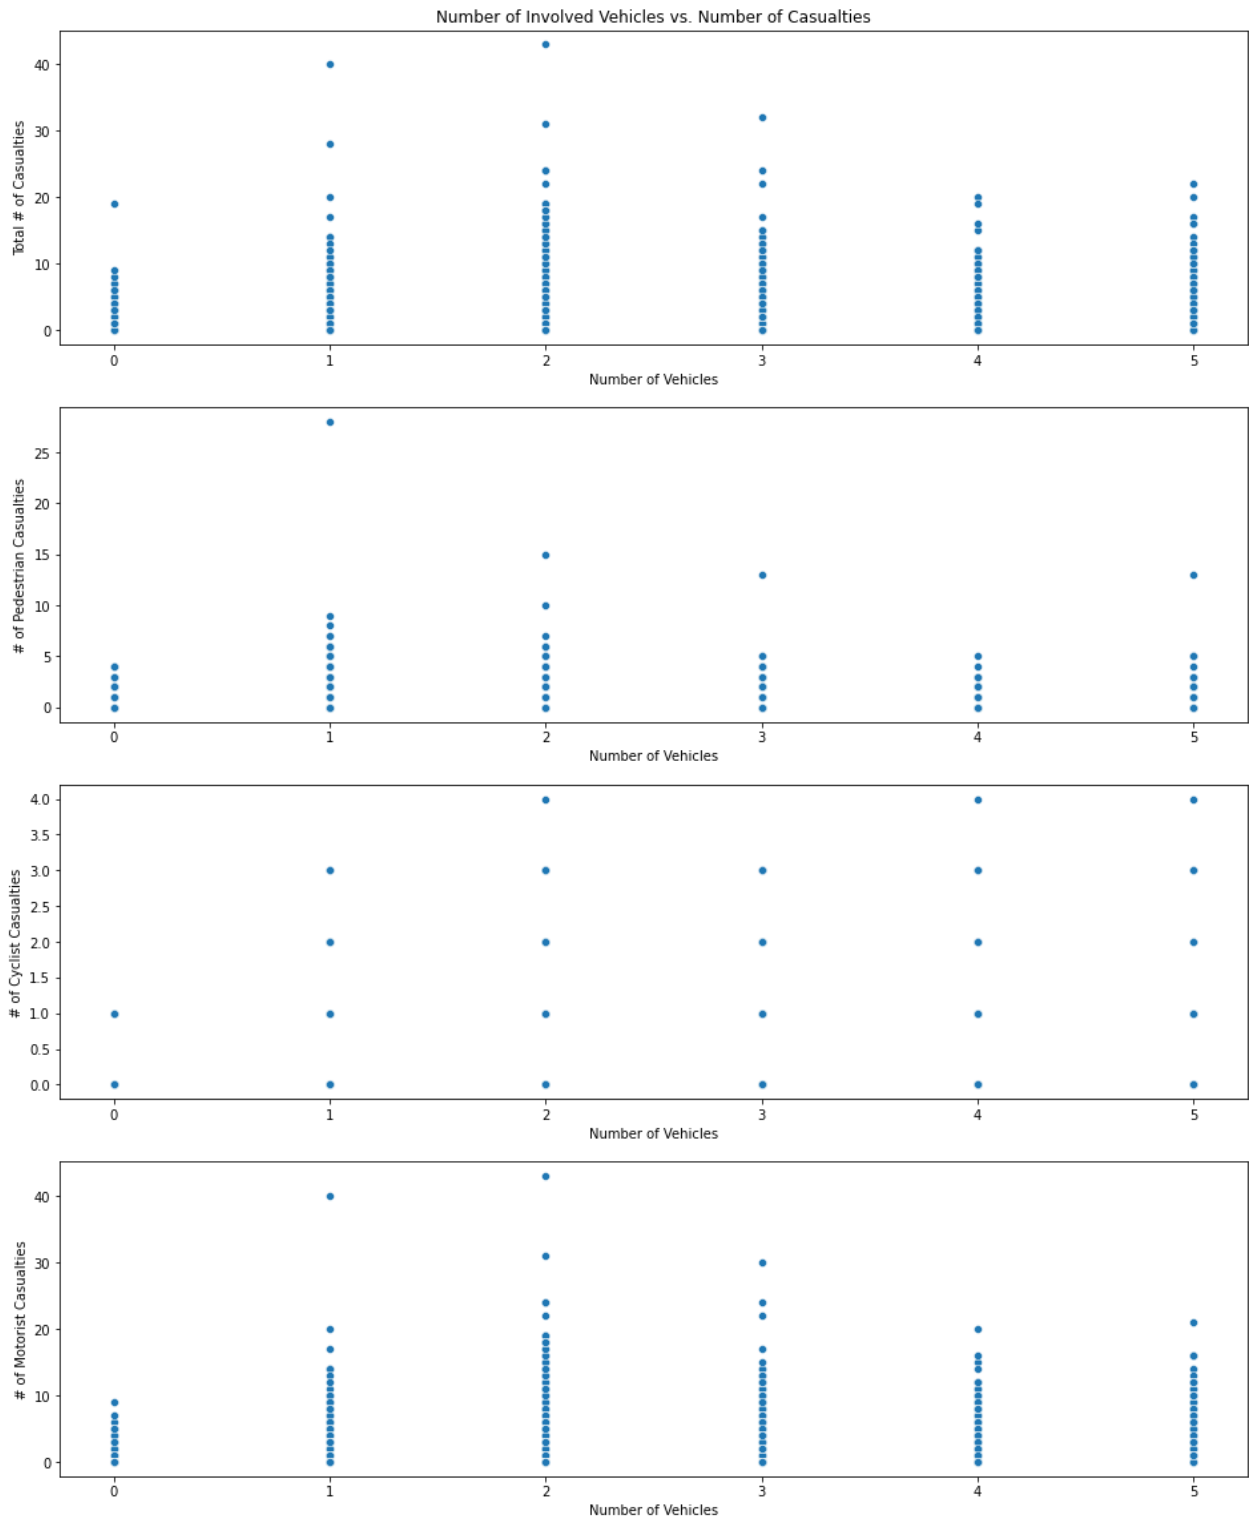 Number of Involved Vehicles vs. Number of Casualties
Total # of Casualties
40
30
20
10
0
0 1 2 3 4 5
Number of Vehicles
# of Pedestrian Casualties
25
20
15
10
5
0
0 1 2 3 4 5
Number of Vehicles
# of Cyclist Casualties
4.0
3.5
3.0
2.5
2.0
1.5
1.0
0.5
0.0
0 1 2 3 4 5
Number of Vehicles
# of Motorist Casualties
40
30
20
10
0
0 1 2 3 4 5
Number of Vehicles